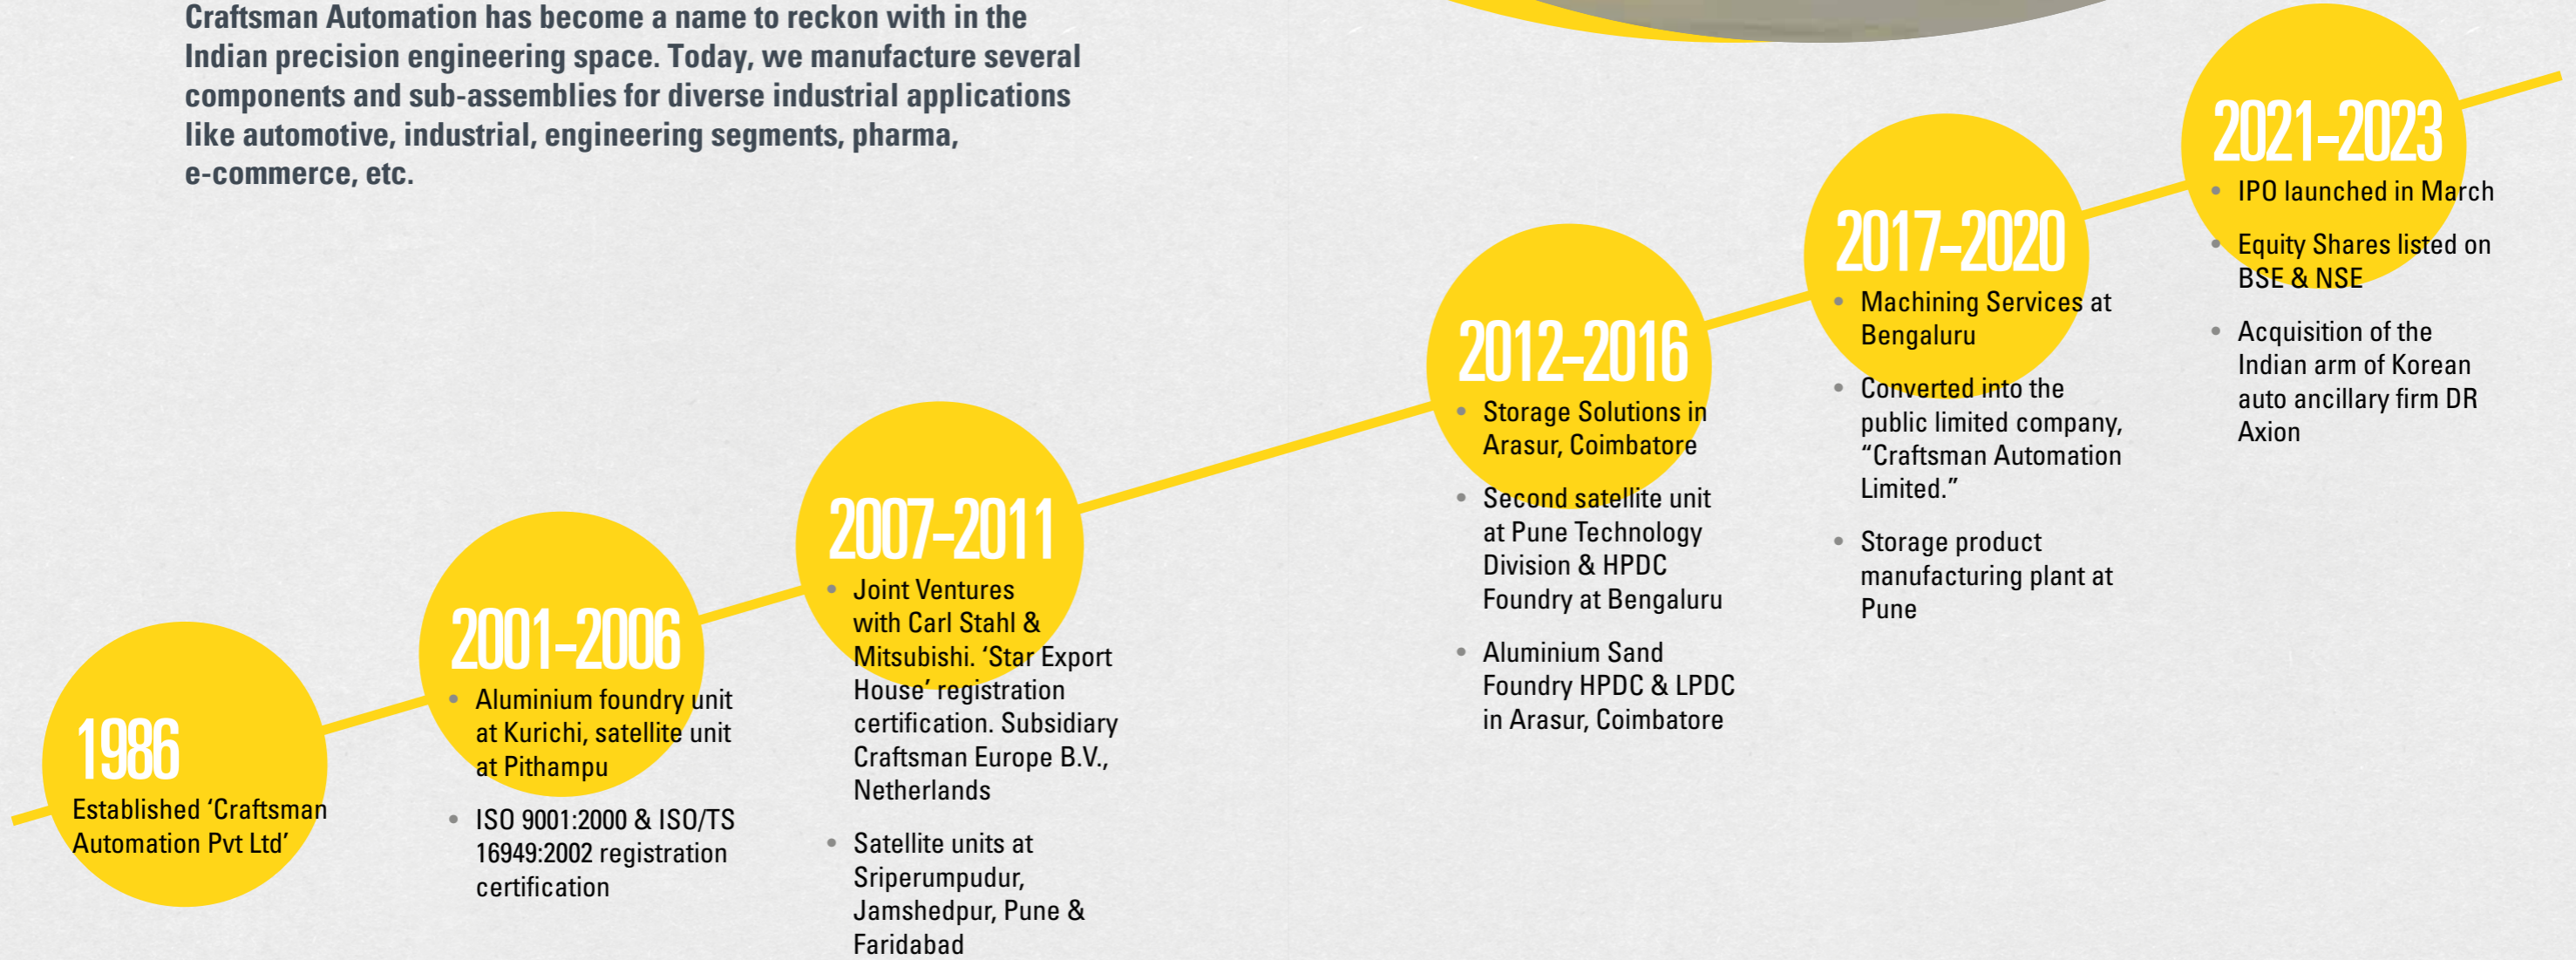 Craftsman Automation has become a name to reckon with in the
Indian precision engineering space. Today, we manufacture several
components and sub-assemblies for diverse industrial applications
like automotive, industrial, engineering segments, pharma,
e-commerce, etc.
1986
Established ‘Craftsman
Automation Pvt Ltd’
2001–2006
• Aluminium foundry unit
at Kurichi, satellite unit
at Pithampu
• ISO 9001:2000 & ISO/TS
16949:2002 registration
certification
2007–2011
• Joint Ventures
with Carl Stahl &
Mitsubishi. ‘Star Export
House’ registration
certification. Subsidiary
Craftsman Europe B.V.,
Netherlands
• Satellite units at
Sriperumpudur,
Jamshedpur, Pune &
Faridabad
2012–2016
• Storage Solutions in
Arasur, Coimbatore
• Second satellite unit
at Pune Technology
Division & HPDC
Foundry at Bengaluru
• Aluminium Sand
Foundry HPDC & LPDC
in Arasur, Coimbatore
2017–2020
• Machining Services at
Bengaluru
• Converted into the
public limited company,
“Craftsman Automation
Limited.”
• Storage product
manufacturing plant at
Pune
2021–2023
• IPO launched in March
• Equity Shares listed on
BSE & NSE
• Acquisition of the
Indian arm of Korean
auto ancillary firm DR
Axion